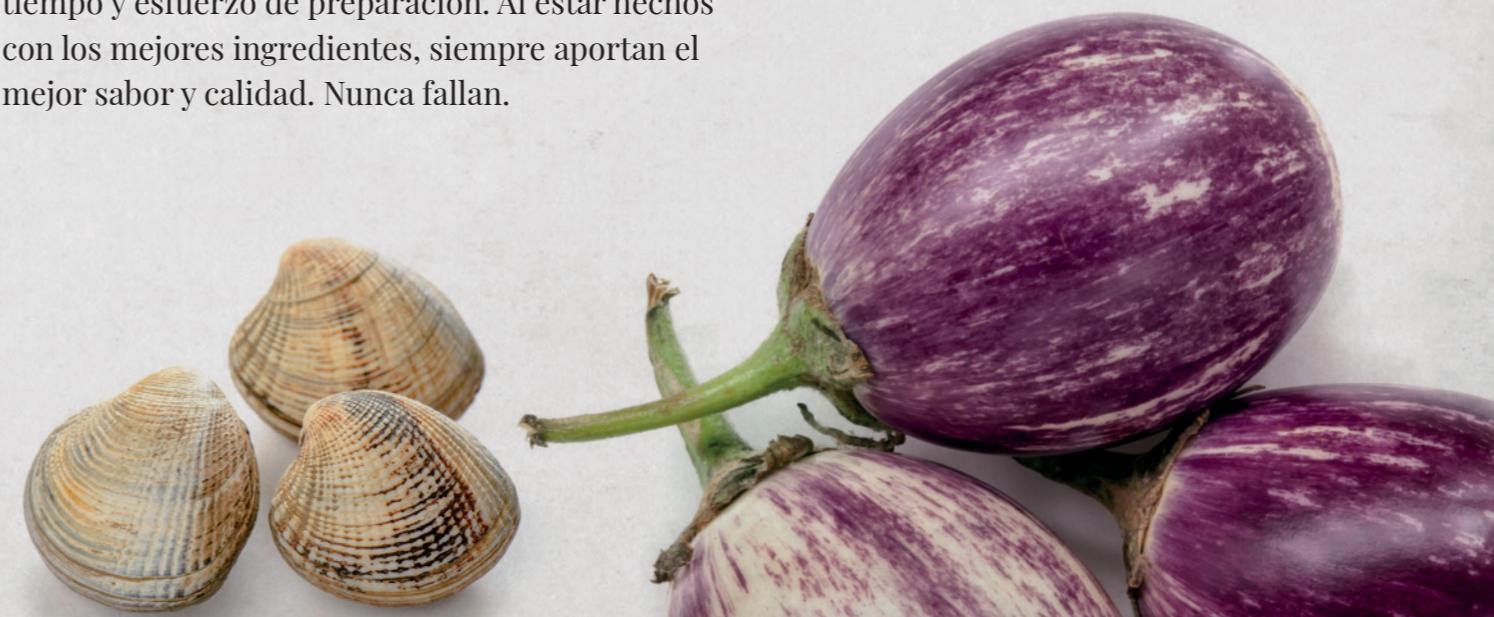 tiempo y esfuerzo de preparación. Al estar hechos
con los mejores ingredientes, siempre aportan el
mejor sabor y calidad. Nunca fallan.